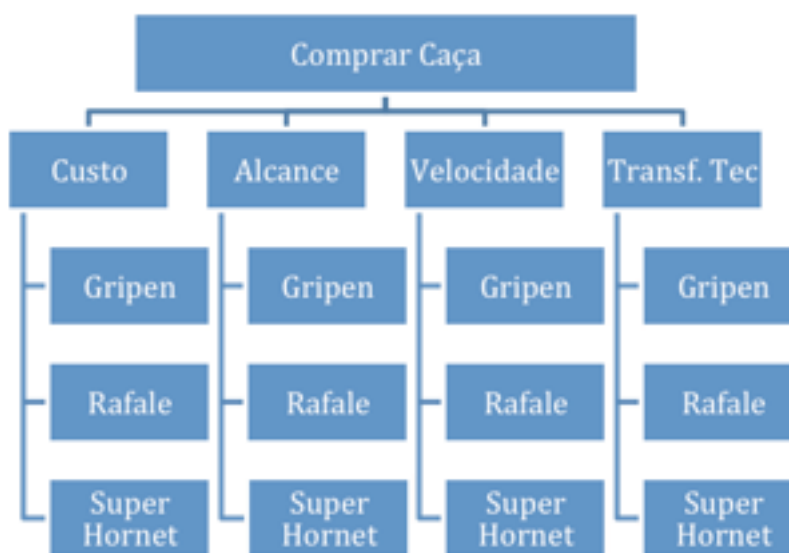 Comprar Caça
Custo
Alcance
Velocidade
Transf. Tec
Gripen
Gripen
Gripen
Gripen
Rafale
Rafale
Rafale
Rafale
Super
Hornet
Super
Hornet
Super
Hornet
Super
Hornet